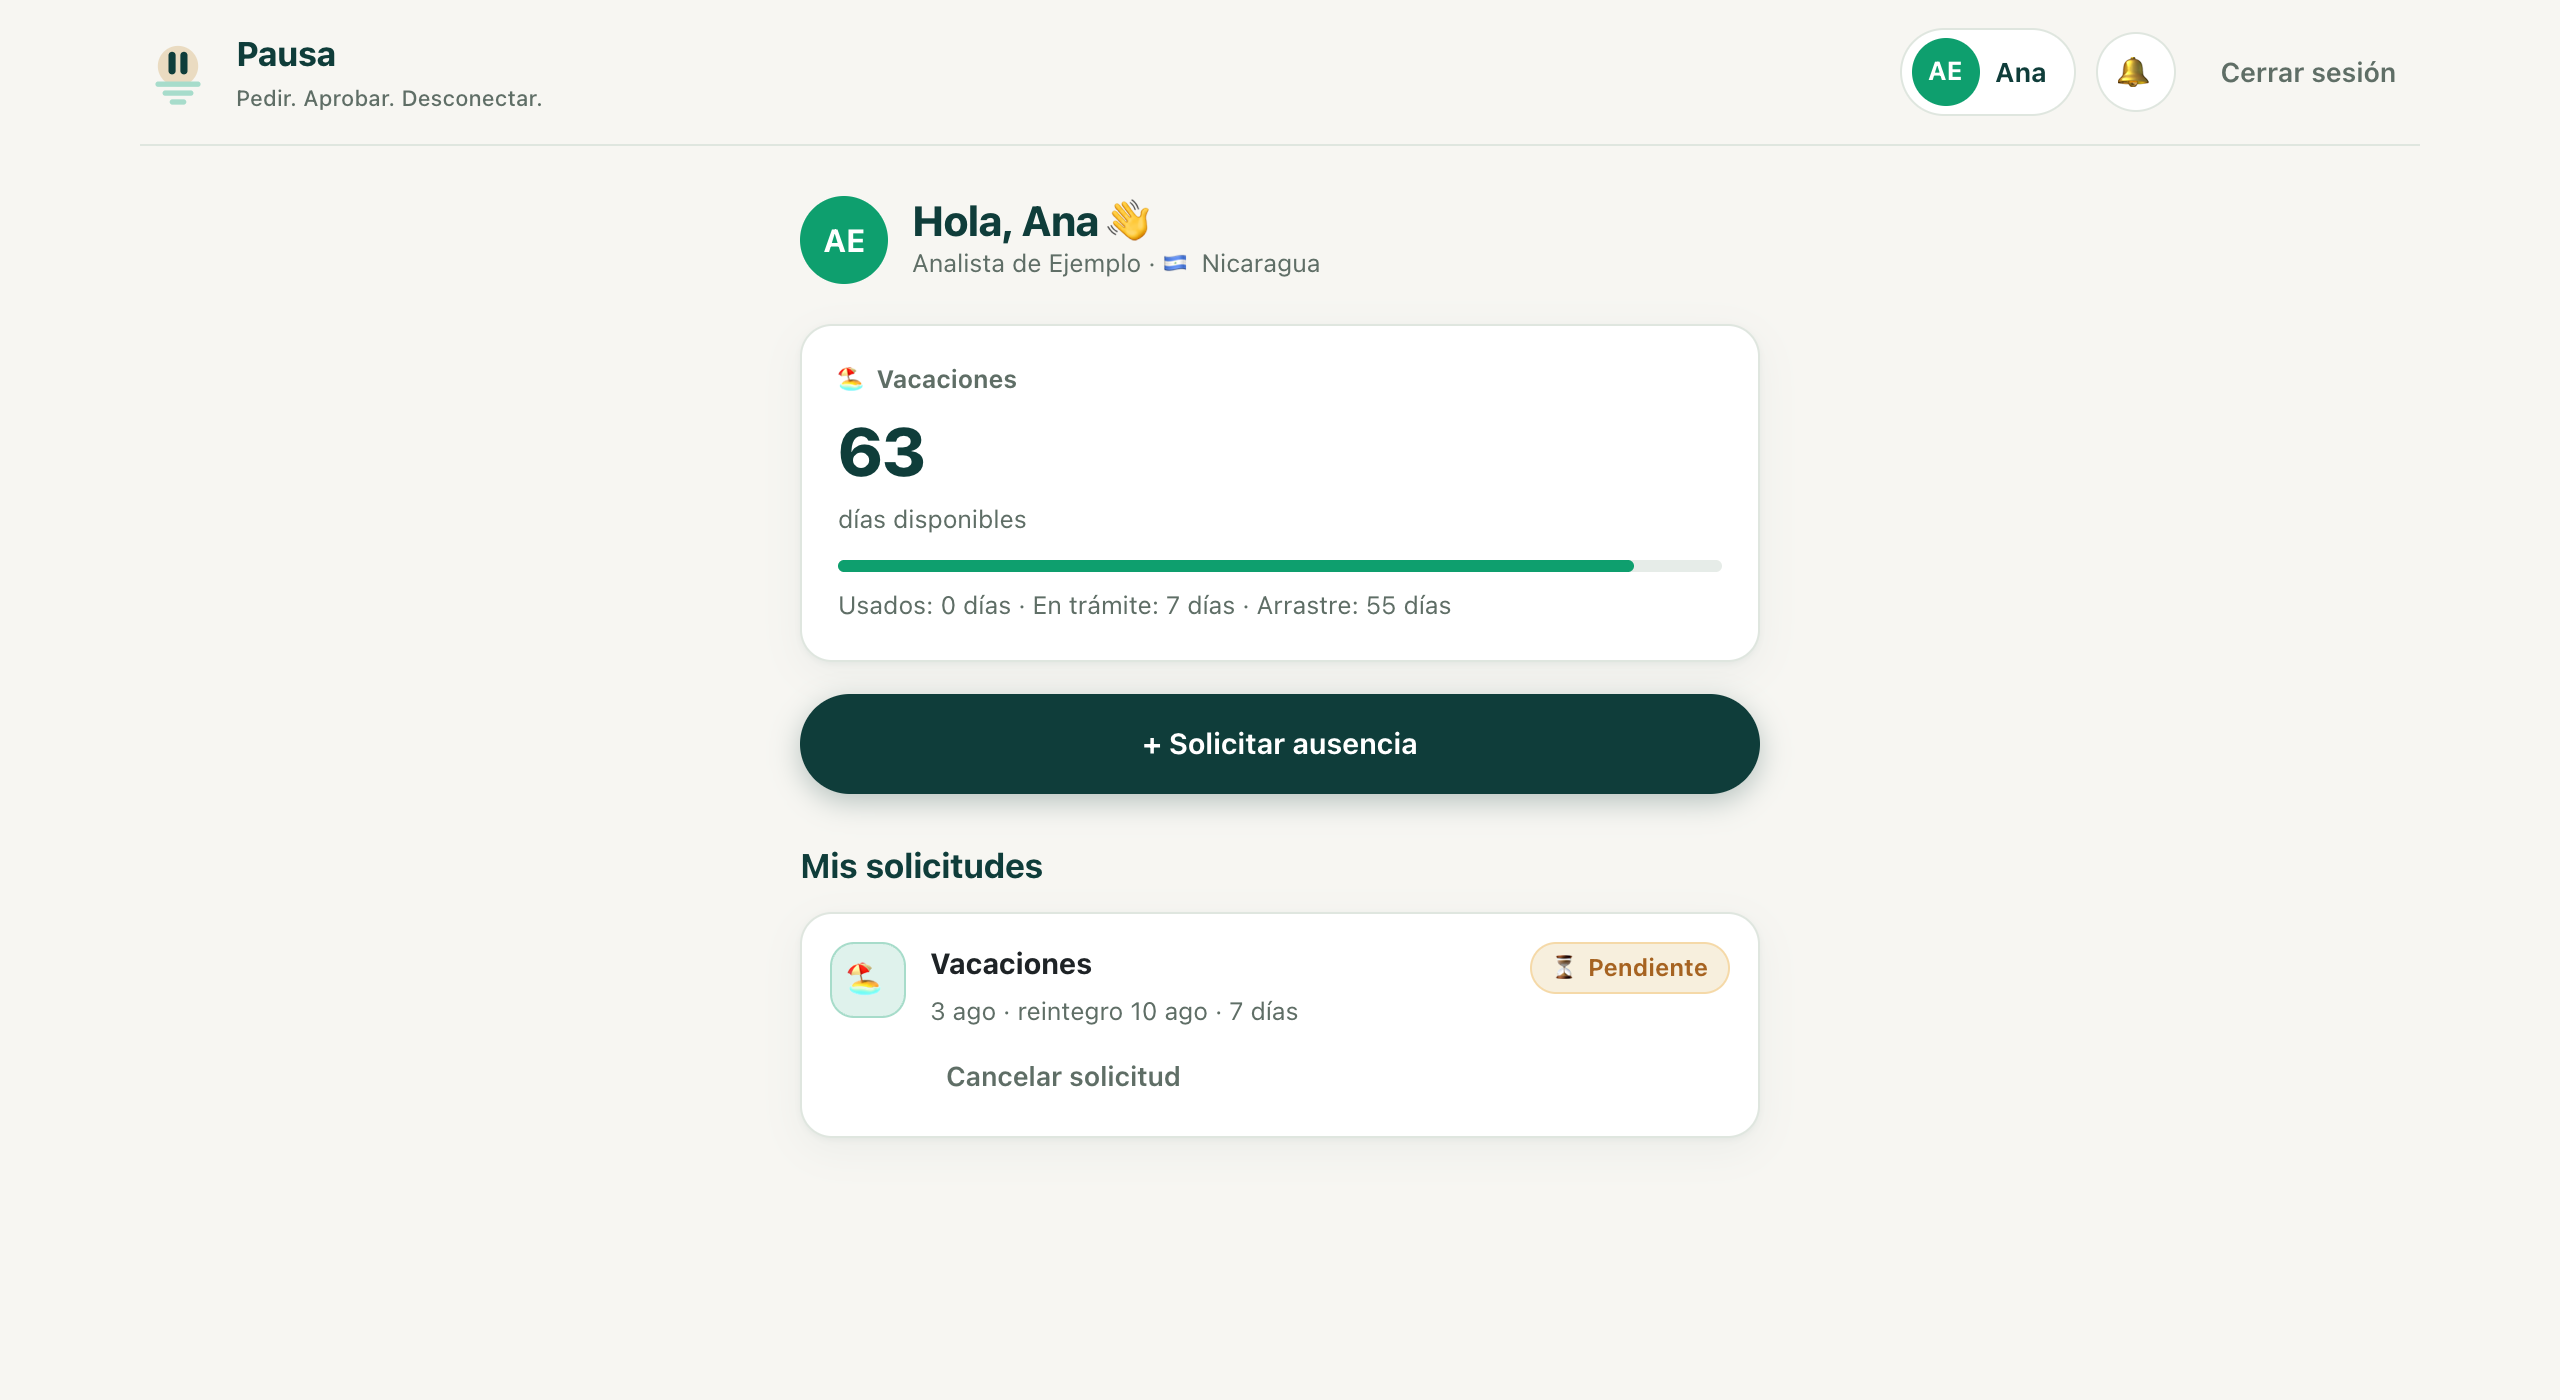 Pausa
Pedir. Aprobar. Desconectar.
AE Ana
Cerrar sesión
AE
Hola, Ana
Analista de Ejemplo · Nicaragua
Vacaciones
63
días disponibles
Usados: 0 días · En trámite: 7 días · Arrastre: 55 días
+ Solicitar ausencia
Mis solicitudes
Vacaciones
Pendiente
3 ago · reintegro 10 ago · 7 días
Cancelar solicitud